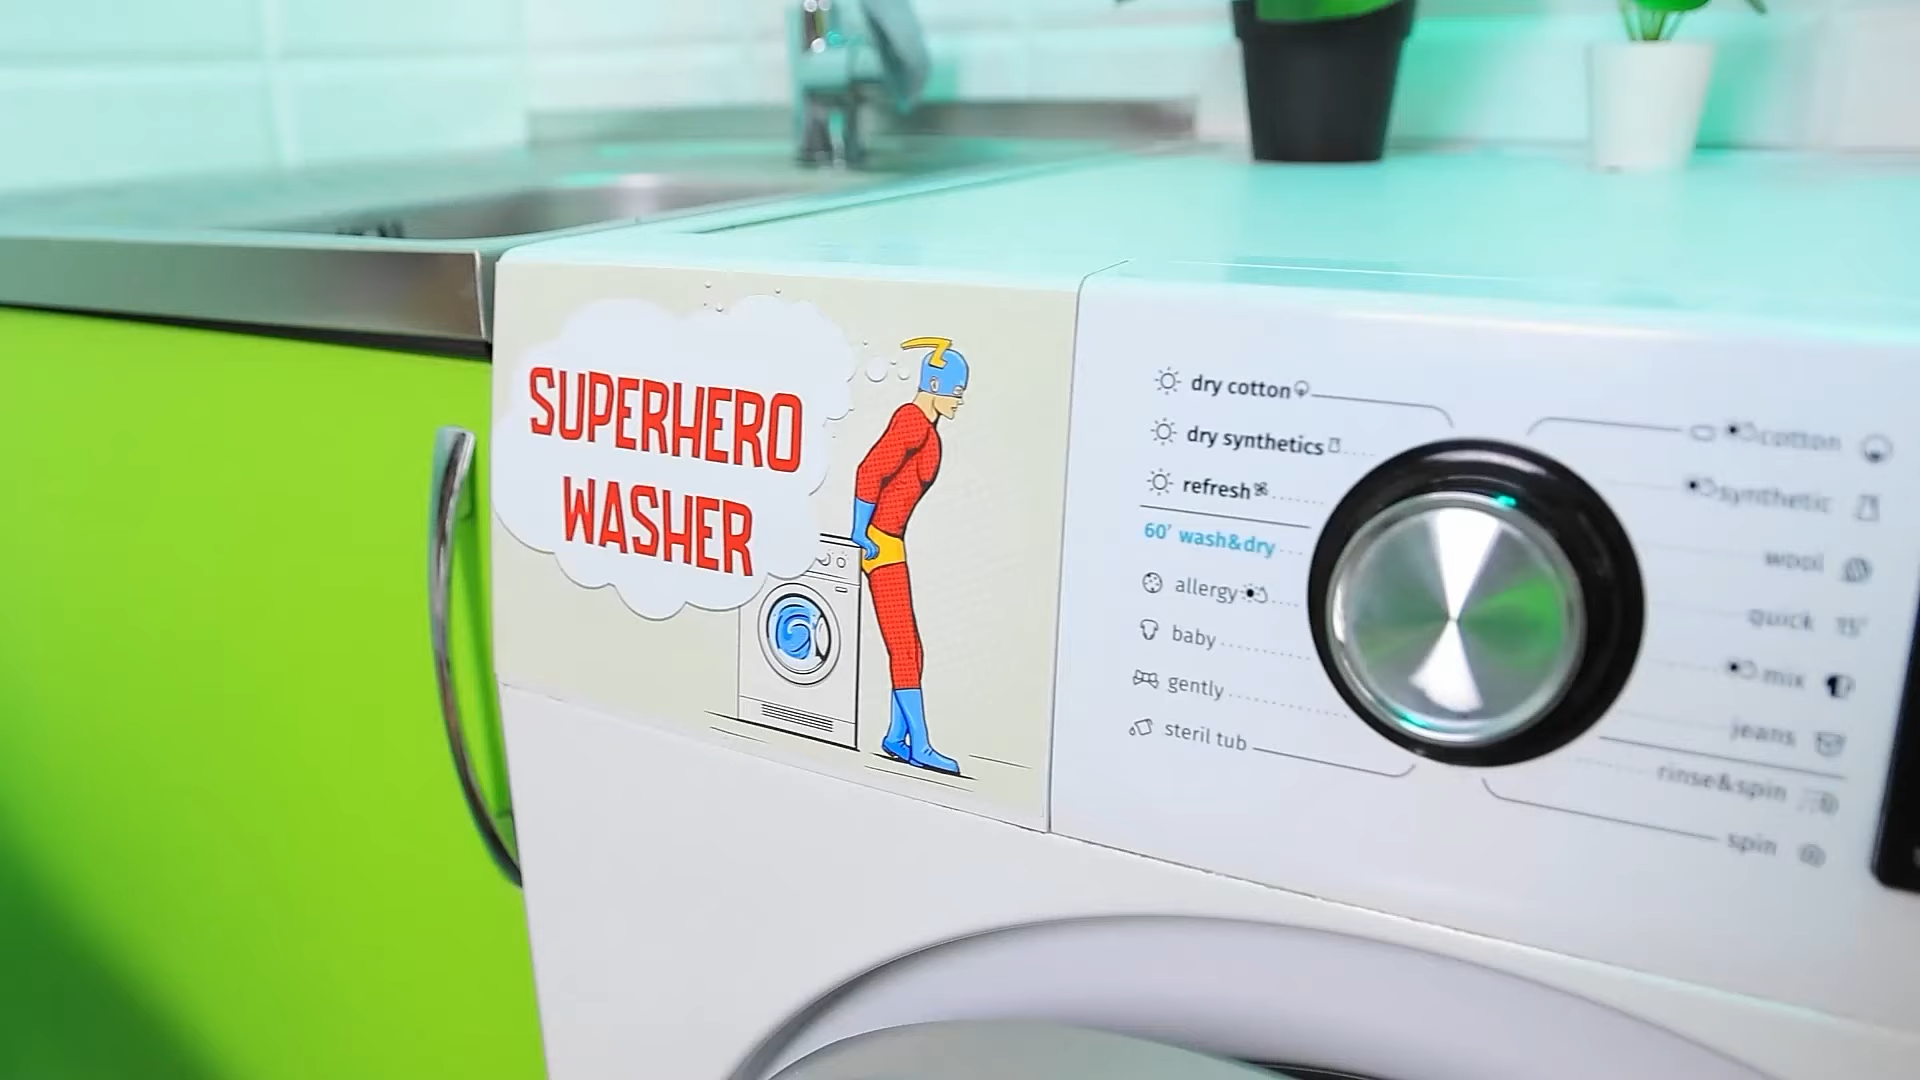 SUPERHERO
WASHER
dry cotton
dry synthetics
refresh
60' wash&dry
allergy
baby
gently
steril tub
cotton
synthetic
wool
quick 15'
mix
jeans
rinse&spin
spin